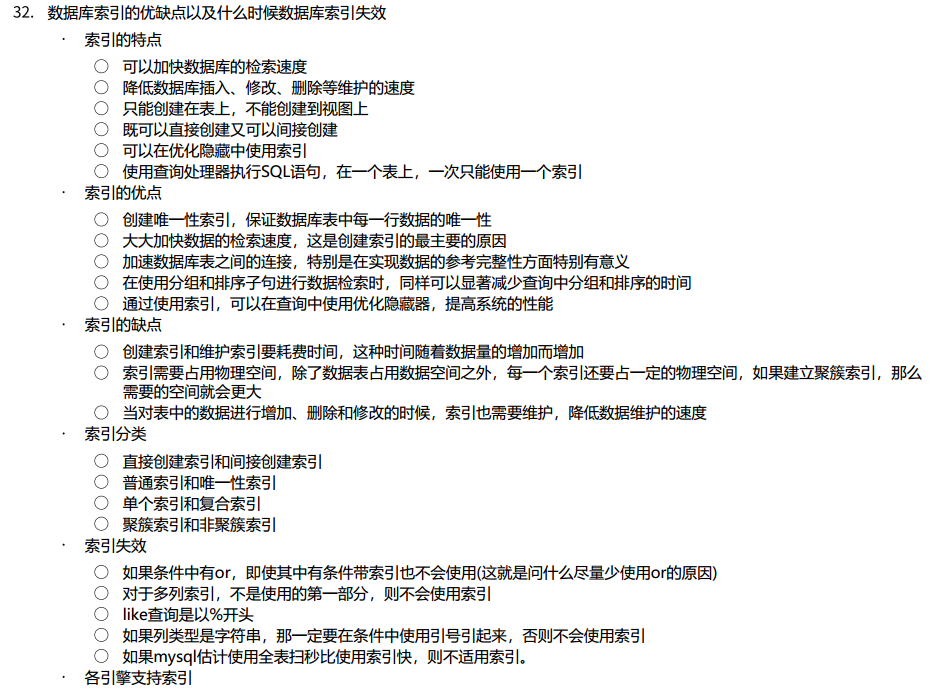 32. 数据库索引的优缺点以及什么时候数据库索引失效
· 索引的特点
○ 可以加快数据库的检索速度
○ 降低数据库插入、修改、删除等维护的速度
○ 只能创建在表上，不能创建到视图上
○ 既可以直接创建又可以间接创建
○ 可以在优化隐藏中使用索引
○ 使用查询处理器执行SQL语句，在一个表上，一次只能使用一个索引
· 索引的优点
○ 创建唯一性索引，保证数据库表中每一行数据的唯一性
○ 大大加快数据的检索速度，这是创建索引的最主要的原因
○ 加速数据库表之间的连接，特别是在实现数据的参考完整性方面特别有意义
○ 在使用分组和排序子句进行数据检索时，同样可以显著减少查询中分组和排序的时间
○ 通过使用索引，可以在查询中使用优化隐藏器，提高系统的性能
· 索引的缺点
○ 创建索引和维护索引要耗费时间，这种时间随着数据量的增加而增加
○ 索引需要占用物理空间，除了数据表占用数据空间之外，每一个索引还要占一定的物理空间，如果建立聚簇索引，那么
需要的空间就会更大
○ 当对表中的数据进行增加、删除和修改的时候，索引也需要维护，降低数据维护的速度
· 索引分类
○ 直接创建索引和间接创建索引
○ 普通索引和唯一性索引
○ 单个索引和复合索引
○ 聚簇索引和非聚簇索引
· 索引失效
○ 如果条件中有or，即使其中有条件带索引也不会使用(这就是问什么尽量少使用or的原因)
○ 对于多列索引，不是使用的第一部分，则不会使用索引
○ like查询是以%开头
○ 如果列类型是字符串，那一定要在条件中使用引号引起来，否则不会使用索引
○ 如果mysql估计使用全表扫秒比使用索引快，则不适用索引。
· 各引擎支持索引